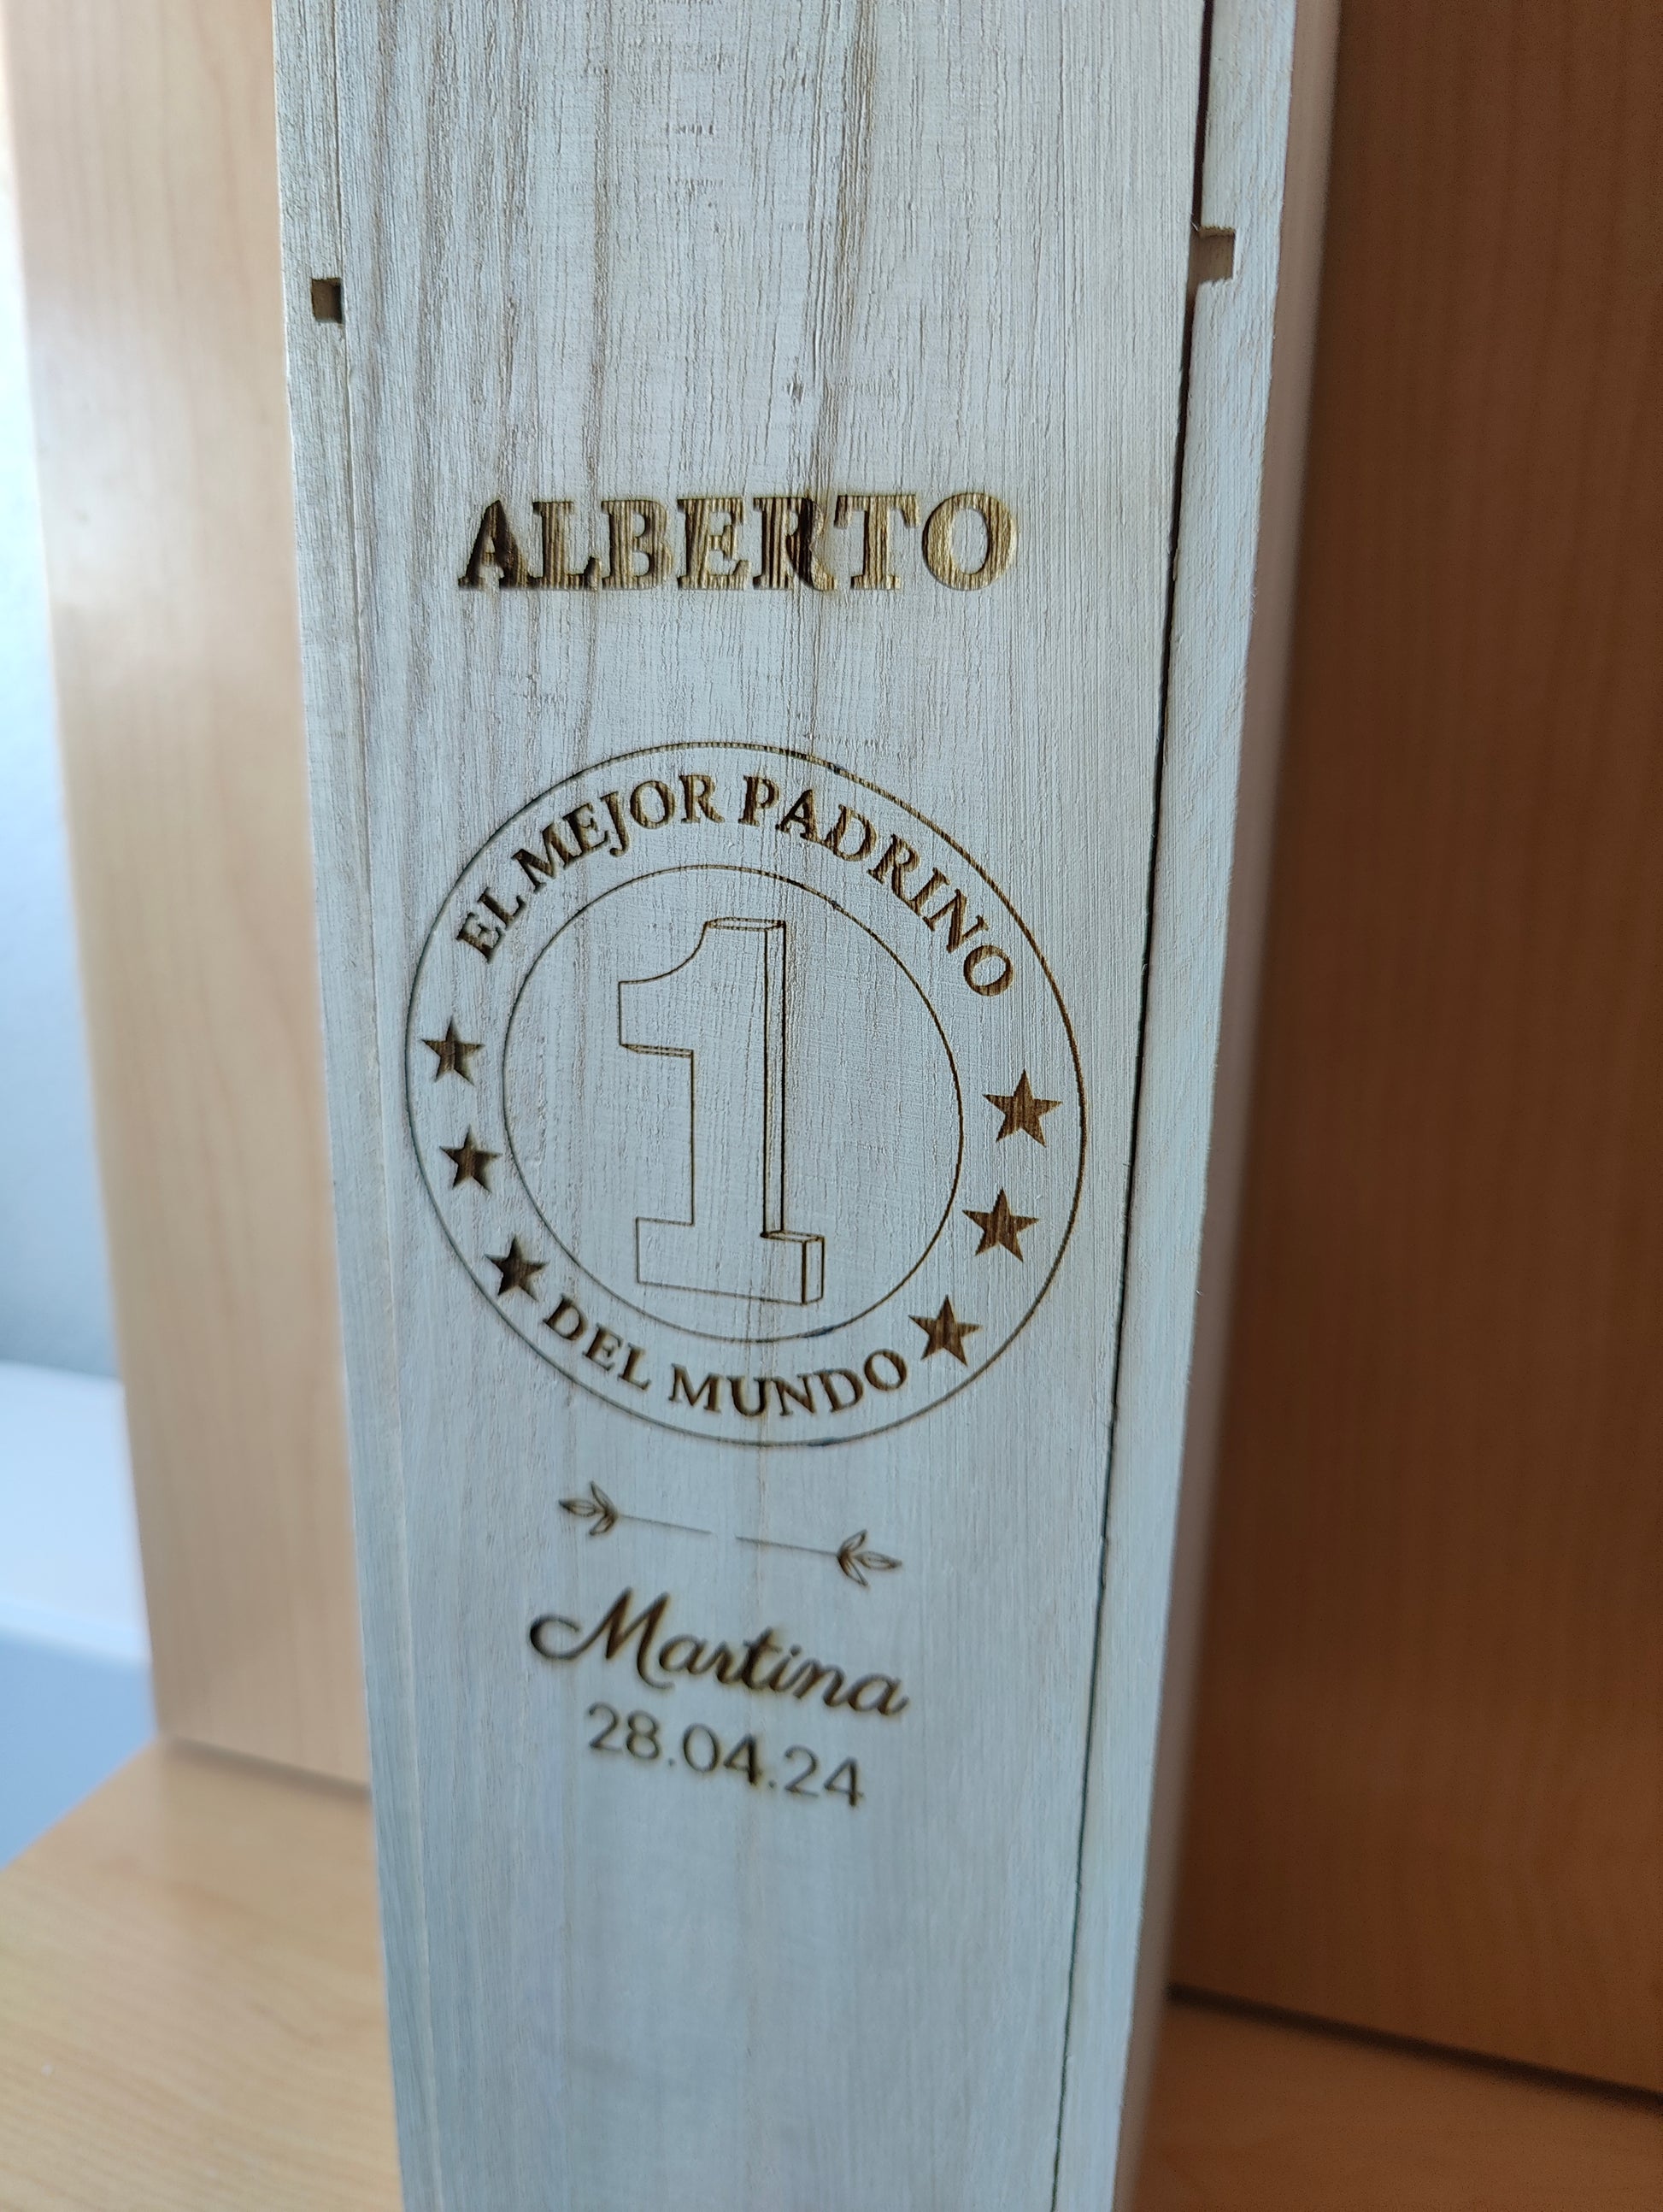 ALBERTO
EL MEJOR PADRINO
1
DEL MUNDO
Martina
28.04.24